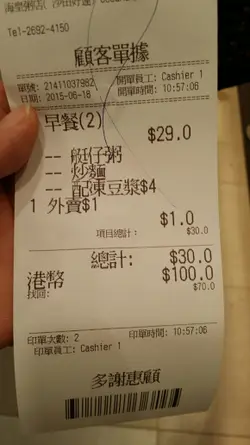 Tel-2692-4150
顧客單據
單號: 21411037982 開單員工: Cashier 1
日期: 2015-06-18 開單時間: 10:57:06
早餐(2) $29.0
-- 艇仔粥
-- 炒麵
-- 配凍豆漿$4
1 外賣$1 $1.0
項目總計: $30.0
總計: $30.0
港幣 $100.0
找回: $70.0
印單次數: 2 印單時間: 10:57:06
印單員工: Cashier 1
多謝惠顧